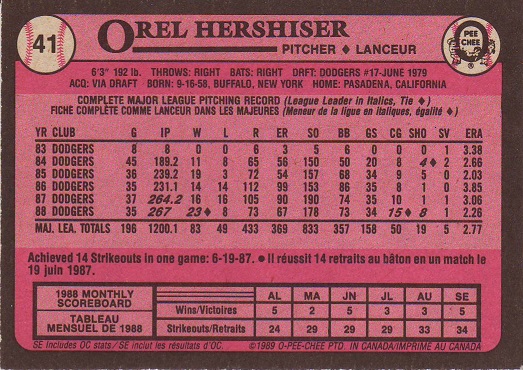 41
OREL HERSHISER
PITCHER ♦ LANCEUR
O-PEE-CHEE ®
6'3" 192 lb. THROWS: RIGHT BATS: RIGHT DRAFT: DODGERS #17-JUNE 1979
ACQ: VIA DRAFT BORN: 9-16-58, BUFFALO, NEW YORK HOME: PASADENA, CALIFORNIA
COMPLETE MAJOR LEAGUE PITCHING RECORD (League Leader in Italics, Tie ♦)
FICHE COMPLÈTE COMME LANCEUR DANS LES MAJEURES (Meneur de la ligue en italiques, égalité ♦)
YR CLUB G IP W L R ER SO BB GS CG SHO SV ERA
83 DODGERS 8 8 0 0 6 3 5 6 0 0 0 1 3.38
84 DODGERS 45 189.2 11 8 65 56 150 50 20 8 4♦ 2 2.66
85 DODGERS 36 239.2 19 3 72 54 157 68 34 9 5 0 2.03
86 DODGERS 35 231.1 14 14 112 99 153 86 35 8 1 0 3.85
87 DODGERS 37 264.2 16 16 105 90 190 74 35 10 1 1 3.06
88 DODGERS 35 267 23♦ 8 73 67 178 73 34 15♦ 8 1 2.26
MAJ. LEA. TOTALS 196 1200.1 83 49 433 369 833 357 158 50 19 5 2.77
Achieved 14 Strikeouts in one game: 6-19-87. • Il réussit 14 retraits au bâton en un match le
19 juin 1987.
1988 MONTHLY SCOREBOARD
TABLEAU MENSUEL DE 1988
AL MA JN JL AU SE
Wins/Victoires 5 2 5 3 3 5
Strikeouts/Retraits 24 29 29 29 33 34
SE Includes OC stats / SE inclut les résultats d'OC.
©1989 O-PEE-CHEE PTD. IN CANADA/IMPRIMÉ AU CANADA